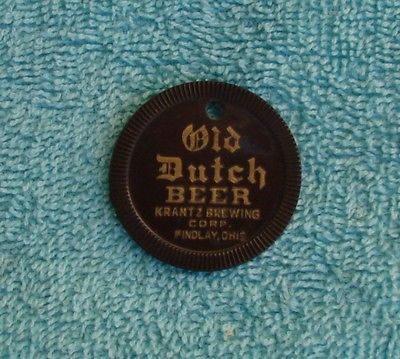 Old
Dutch
BEER
KRANTZ BREWING
CORP.
FINDLAY, OHIO